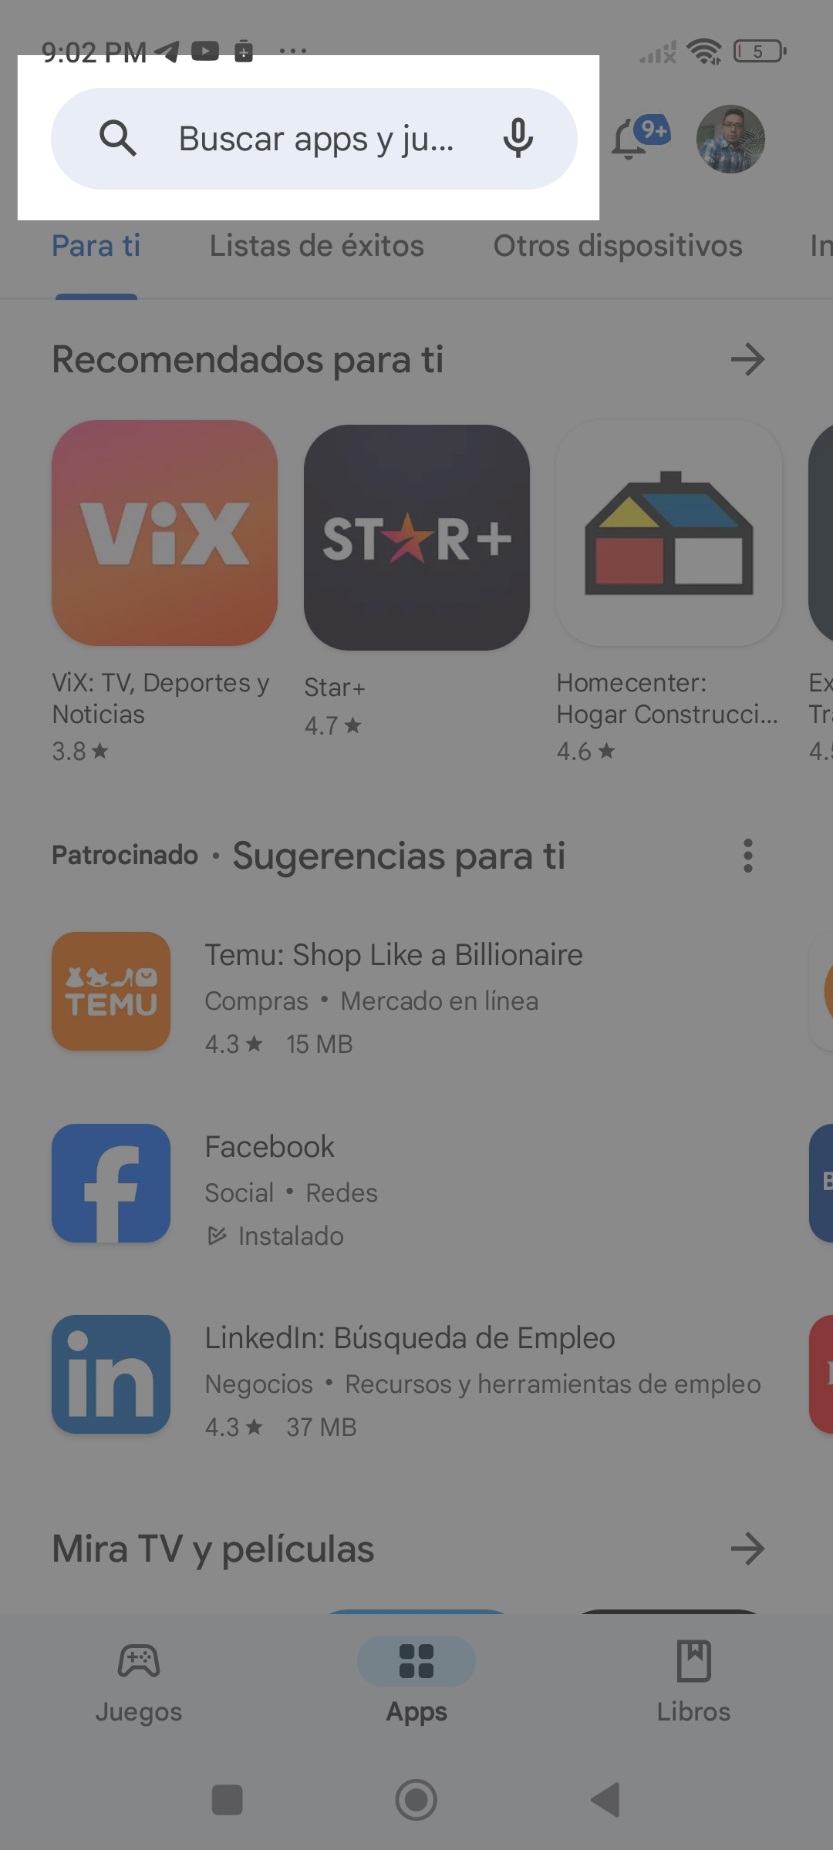 9:02 PM ... 5
Buscar apps y ju...
9+
Para ti Listas de éxitos Otros dispositivos In
Recomendados para ti
ViX STAR+
ViX: TV, Deportes y Noticias
3.8 ★
Star+
4.7 ★
Homecenter:
Hogar Construcci...
4.6 ★
Ex
Tra
4.5
Patrocinado • Sugerencias para ti
TEMU
Temu: Shop Like a Billionaire
Compras • Mercado en línea
4.3 ★ 15 MB
f
Facebook
Social • Redes
Instalado
B
in
LinkedIn: Búsqueda de Empleo
Negocios • Recursos y herramientas de empleo
4.3 ★ 37 MB
Mira TV y películas
Juegos Apps Libros